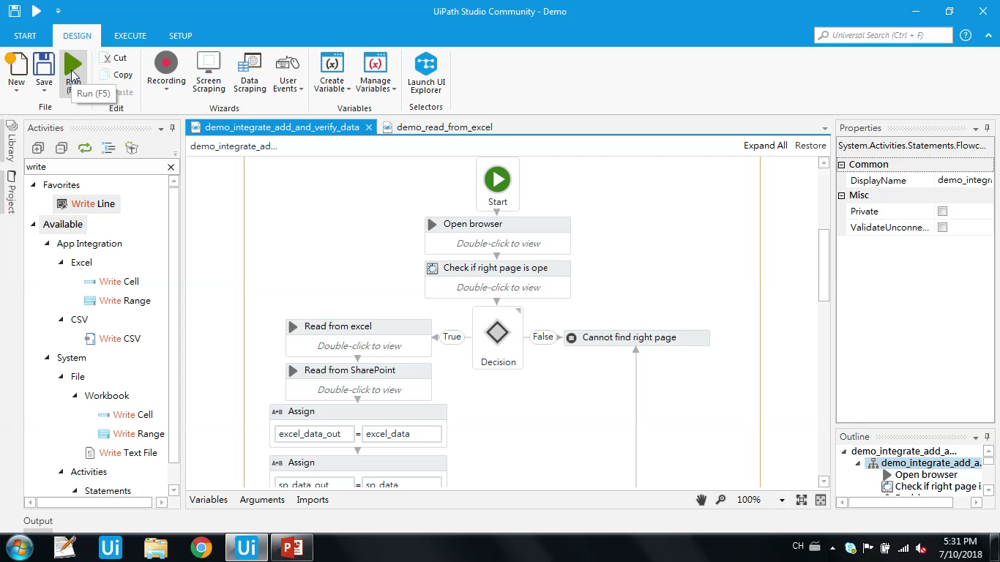 UiPath Studio Community - Demo
START DESIGN EXECUTE SETUP
Universal Search (Ctrl + F)
New
Save
Run
Run (F5)
Cut
Copy
File
Edit
Recording
Screen Scraping
Data Scraping
User Events
Wizards
Create Variable
Manage Variables
Variables
Launch UI Explorer
Selectors
Library
Project
Activities
write
Favorites
Write Line
Available
App Integration
Excel
Write Cell
Write Range
CSV
Write CSV
System
File
Workbook
Write Cell
Write Range
Write Text File
Activities
Statements
demo_integrate_add_and_verify_data
demo_read_from_excel
demo_integrate_ad...
Expand All Restore
Start
Open browser
Double-click to view
Check if right page is ope
Double-click to view
Read from excel
Double-click to view
True
Decision
False
Cannot find right page
Read from SharePoint
Double-click to view
A*B Assign
excel_data_out = excel_data
A*B Assign
sp_data_out = sp_data
Variables Arguments Imports
100%
Properties
System.Activities.Statements.Flowc...
Common
DisplayName demo_integra
Misc
Private
ValidateUnconne...
Outline
demo_integrate_add_a...
demo_integrate_add_a.
Open browser
Check if right page i
Output
Ui
Ui
CH
5:31 PM
7/10/2018